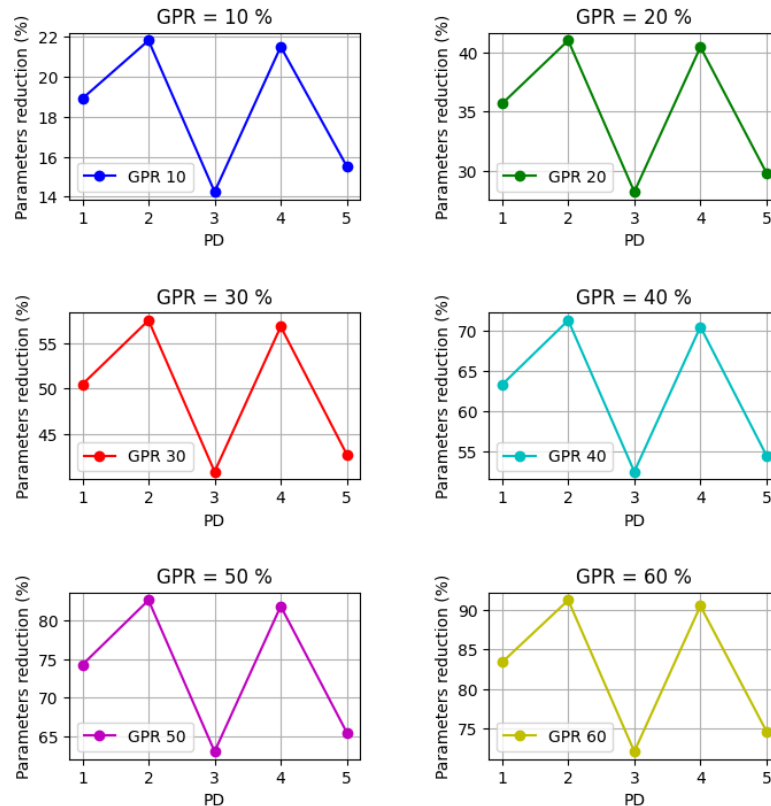 GPR = 10 %
Parameters reduction (%)
22
20
18
16
14
GPR 10
1 2 3 4 5
PD
GPR = 20 %
Parameters reduction (%)
40
35
30
GPR 20
1 2 3 4 5
PD
GPR = 30 %
Parameters reduction (%)
55
50
45
GPR 30
1 2 3 4 5
PD
GPR = 40 %
Parameters reduction (%)
70
65
60
55
GPR 40
1 2 3 4 5
PD
GPR = 50 %
Parameters reduction (%)
80
75
70
65
GPR 50
1 2 3 4 5
PD
GPR = 60 %
Parameters reduction (%)
90
85
80
75
GPR 60
1 2 3 4 5
PD